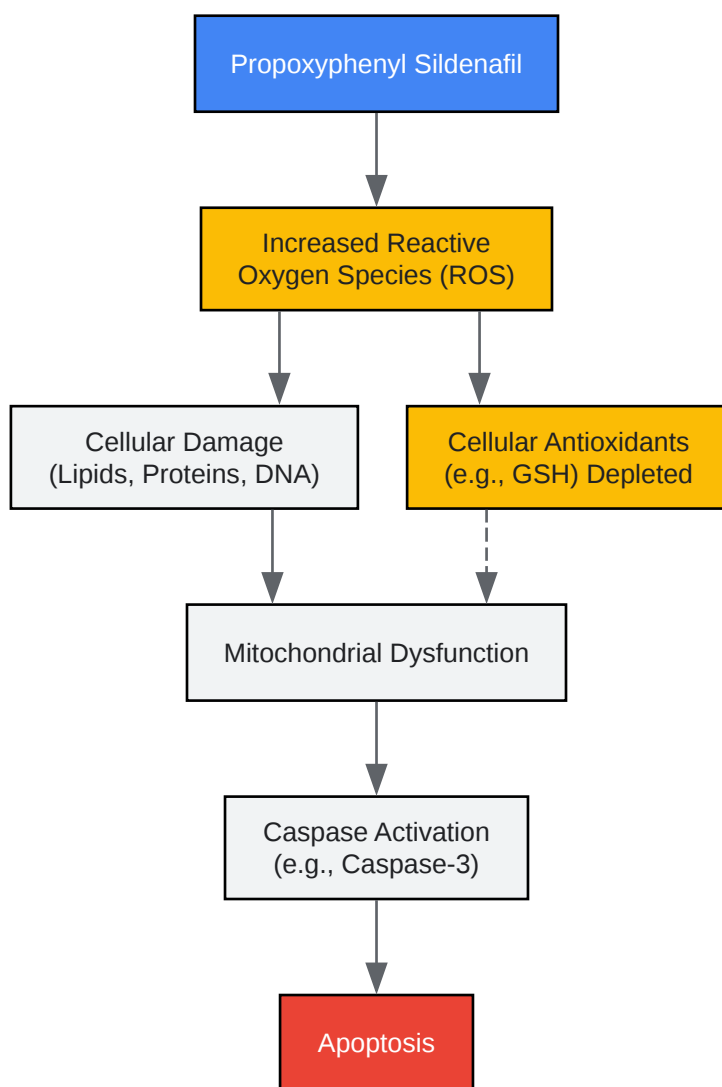 Propoxyphenyl Sildenafil
Increased Reactive
Oxygen Species (ROS)
Cellular Damage
(Lipids, Proteins, DNA)
Cellular Antioxidants
(e.g., GSH) Depleted
Mitochondrial Dysfunction
Caspase Activation
(e.g., Caspase-3)
Apoptosis